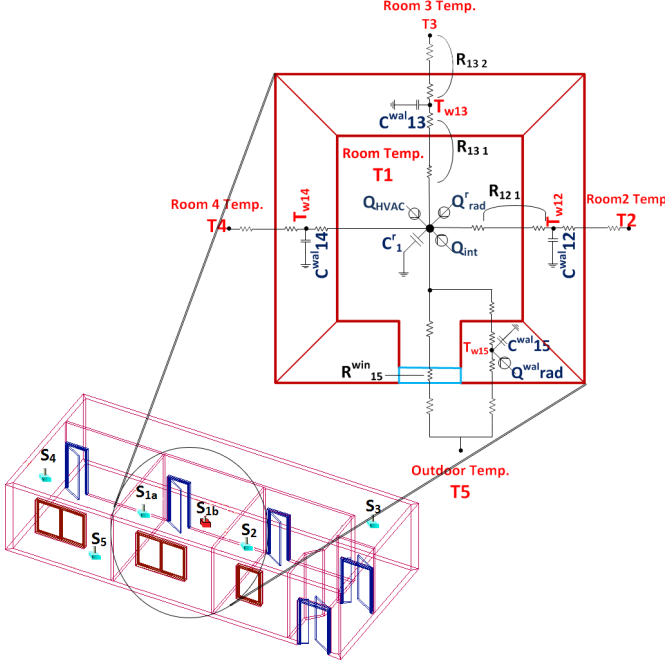 Room 3 Temp.
T3
R13 2
Tw13
Cwal13
R13 1
Room Temp.
T1
R12 1
Room 4 Temp.
T4
Tw14
QHVAC
Qrrad
Tw12
Room2 Temp
T2
Cwal14
Cr1
Qint
Cwal12
Tw15
Cwal15
Rwin15
Qwalrad
Outdoor Temp.
T5
S4
S1a
S1b
S3
S2
S5